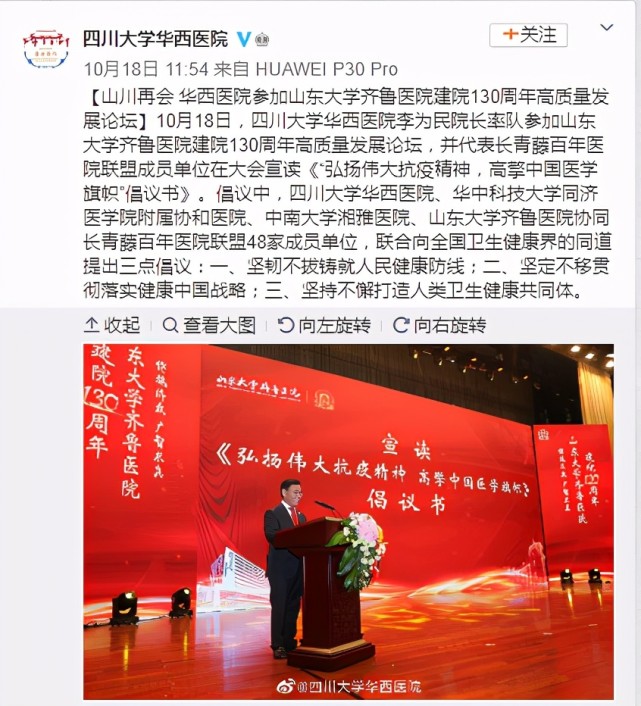 四川大学华西医院
+关注
10月18日 11:54 来自 HUAWEI P30 Pro
【山川再会 华西医院参加山东大学齐鲁医院建院130周年高质量发
展论坛】10月18日，四川大学华西医院李为民院长率队参加山东
大学齐鲁医院建院130周年高质量发展论坛，并代表长青藤百年医
院联盟成员单位在大会宣读《“弘扬伟大抗疫精神，高擎中国医学
旗帜”倡议书》。倡议中，四川大学华西医院、华中科技大学同济
医学院附属协和医院、中南大学湘雅医院、山东大学齐鲁医院协同
长青藤百年医院联盟48家成员单位，联合向全国卫生健康界的同道
提出三点倡议：一、坚韧不拔铸就人民健康防线；二、坚定不移贯
彻落实健康中国战略；三、坚持不懈打造人类卫生健康共同体。
收起
查看大图
向左旋转
向右旋转
东大学齐鲁医院
建院130周年
山东大学齐鲁医院
宣读
《弘扬伟大抗疫精神 高擎中国医学旗帜》
倡议书
山东大学齐鲁医院
建院130周年
@四川大学华西医院